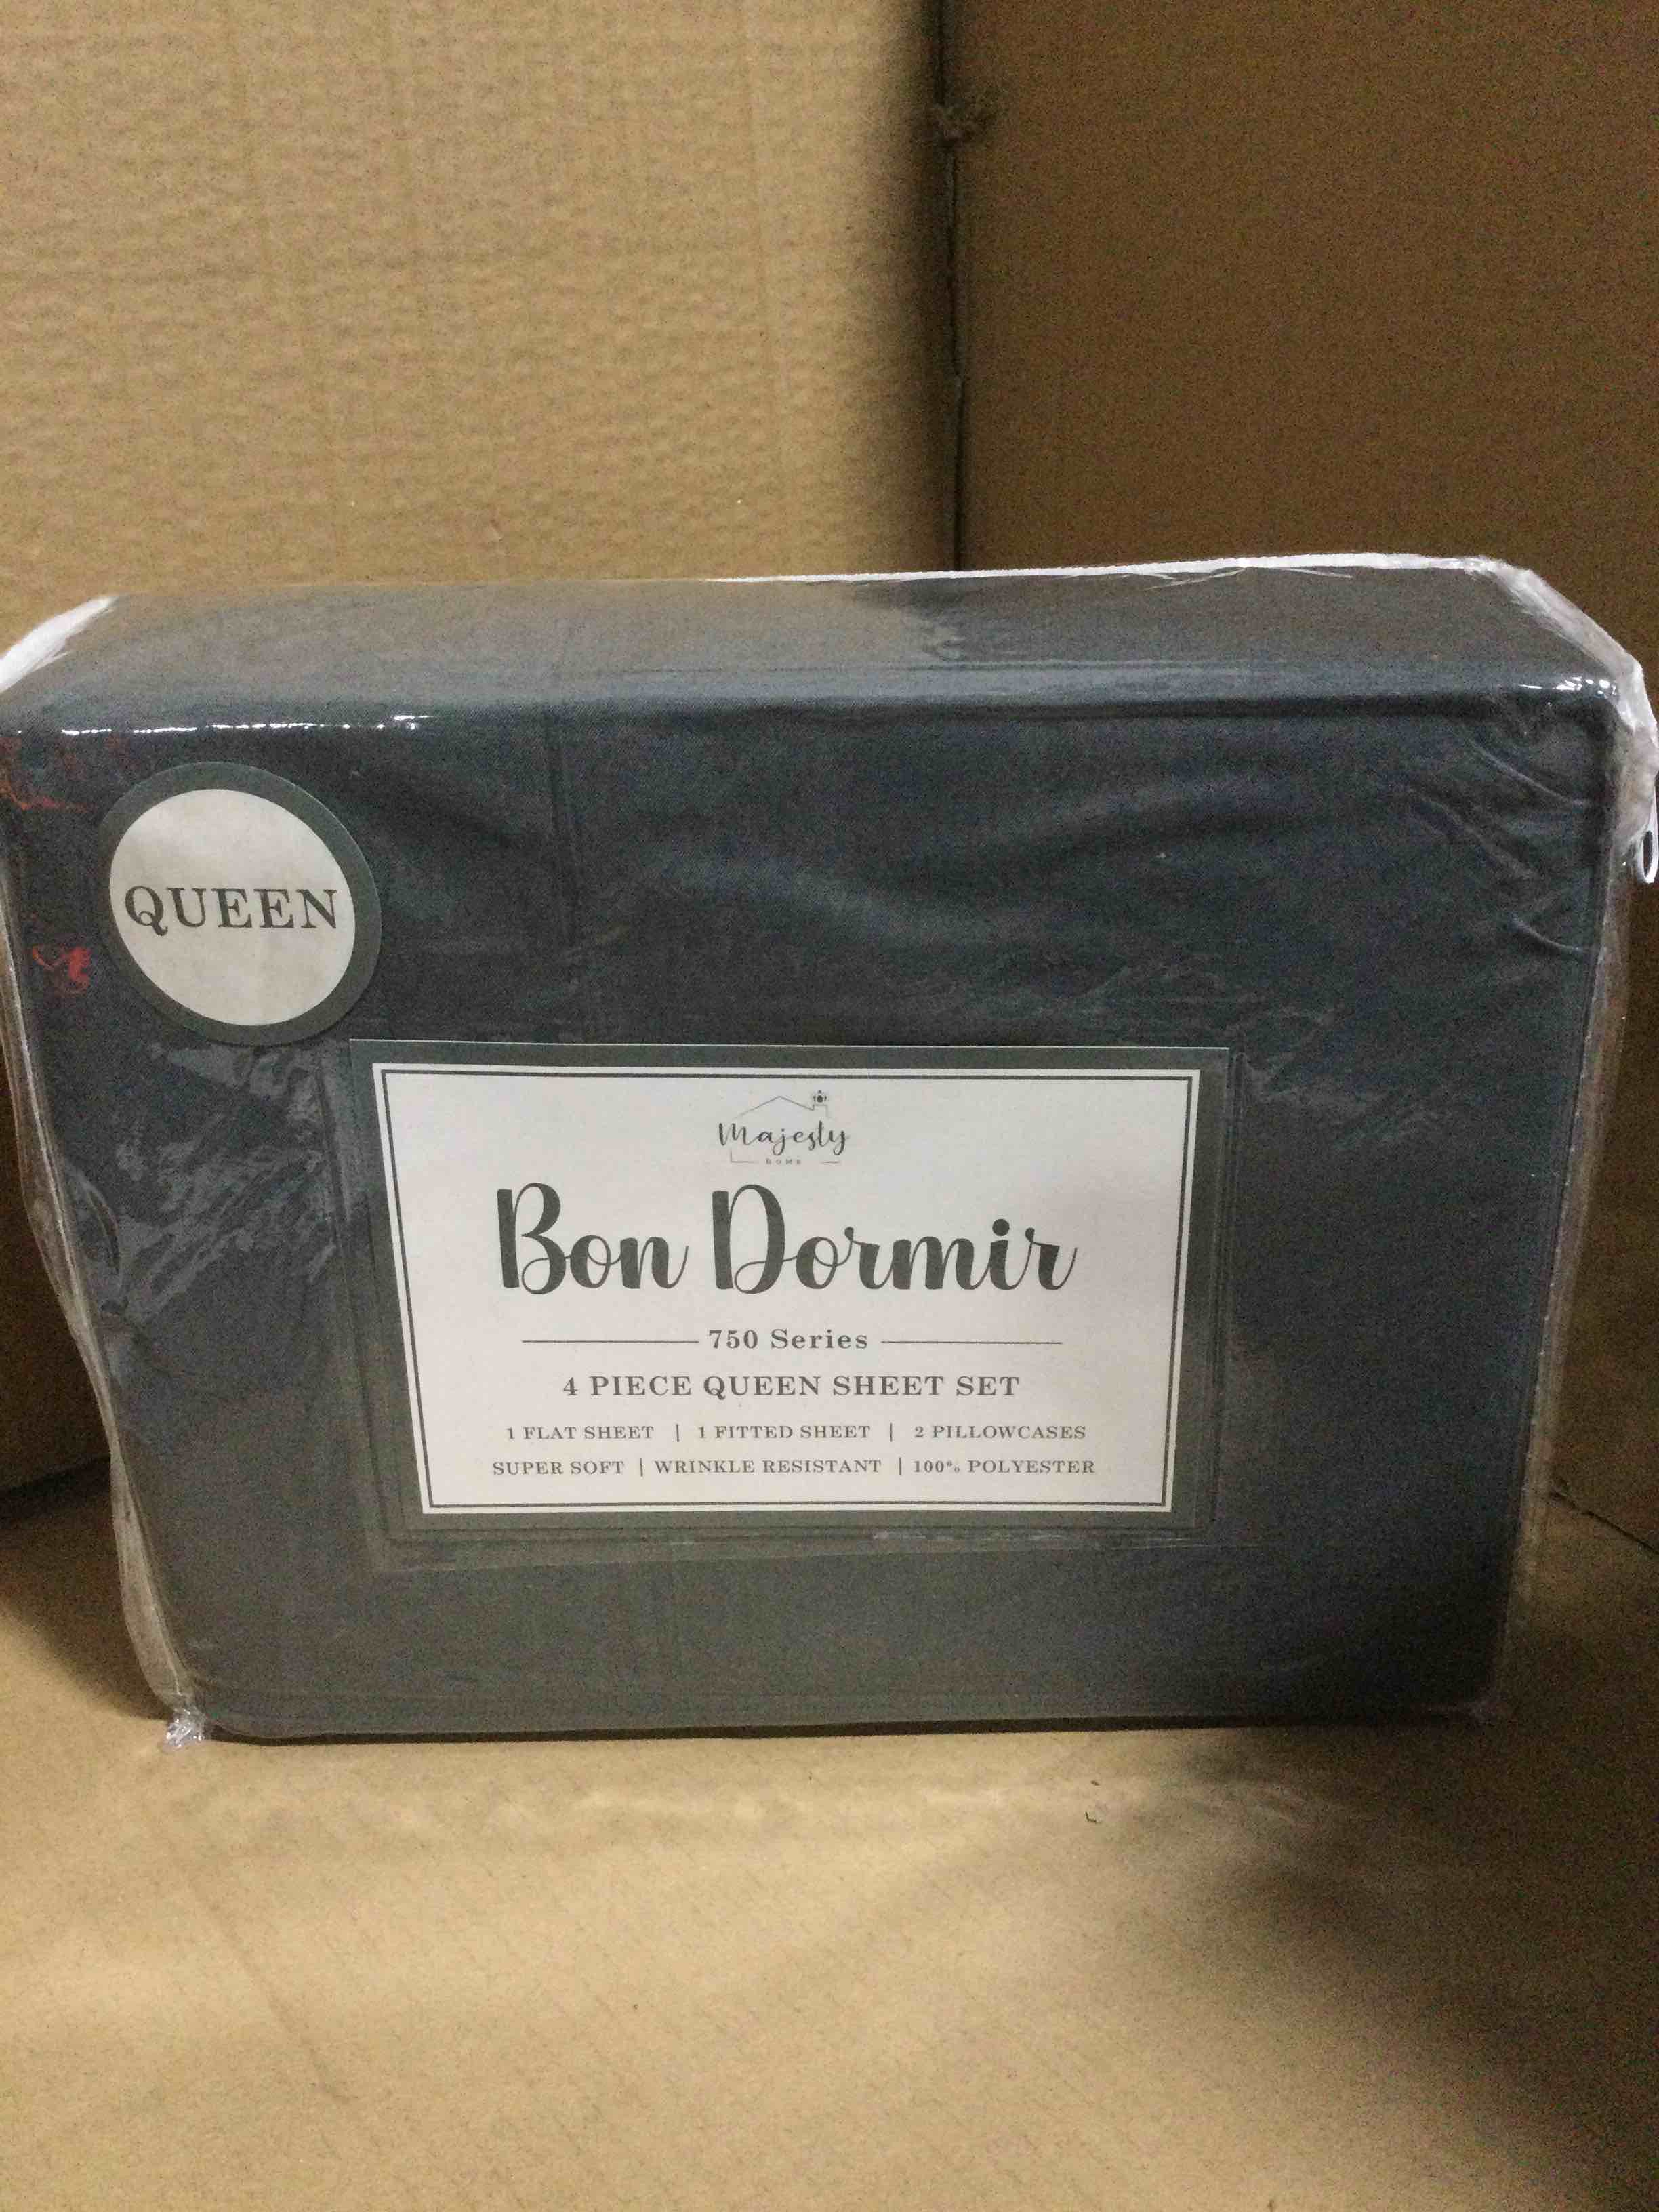 QUEEN
Majesty
HOME
Bon Dormir
750 Series
4 PIECE QUEEN SHEET SET
1 FLAT SHEET | 1 FITTED SHEET | 2 PILLOWCASES
SUPER SOFT | WRINKLE RESISTANT | 100% POLYESTER